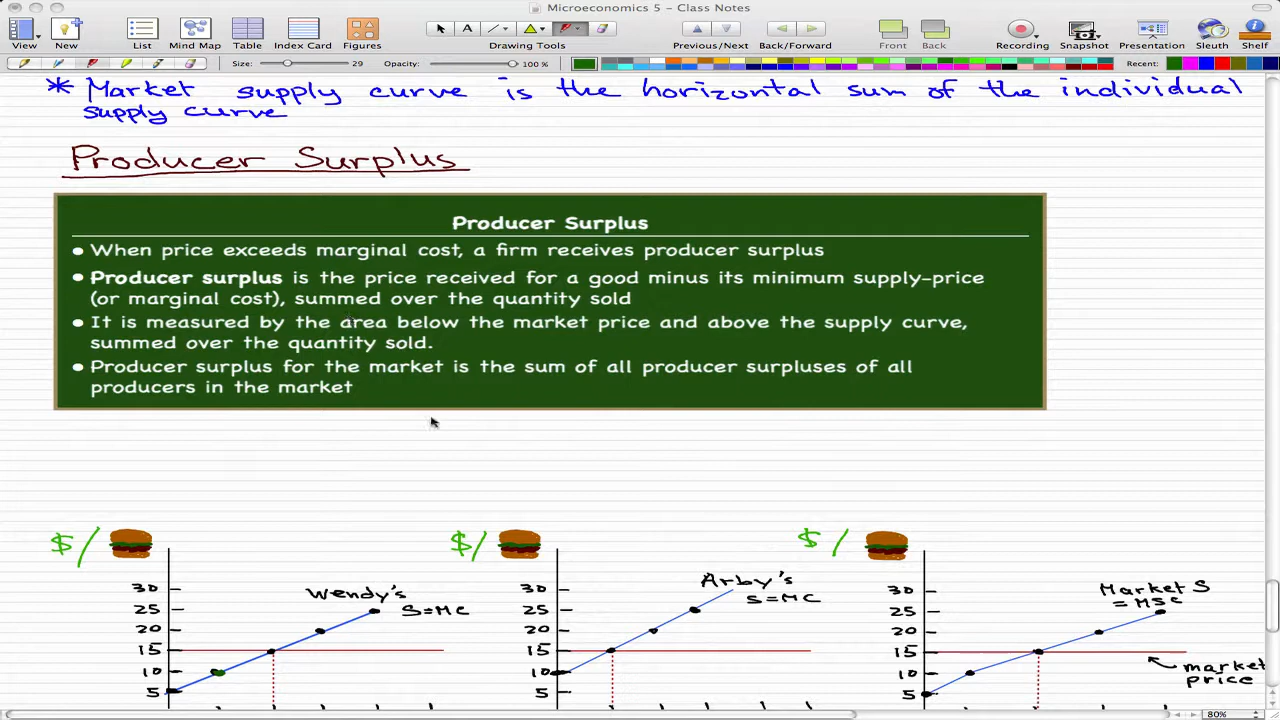 Microeconomics 5 – Class Notes
View New List Mind Map Table Index Card Figures Drawing Tools Previous/Next Back/Forward Front Back Recording Snapshot Presentation Sleuth Shelf
Size: 29 Opacity: 100 % Recent:
* Market supply curve is the horizontal sum of the individual
supply curve
Producer Surplus
Producer Surplus
• When price exceeds marginal cost, a firm receives producer surplus
• Producer surplus is the price received for a good minus its minimum supply-price
(or marginal cost), summed over the quantity sold
• It is measured by the area below the market price and above the supply curve,
summed over the quantity sold.
• Producer surplus for the market is the sum of all producer surpluses of all
producers in the market
$/
30
25
20
15
10
5
Wendy's
S=MC
$/
30
25
20
15
10
5
Arby's
S=MC
$/
30
25
20
15
10
5
Market S
= MSC
market
price
80%